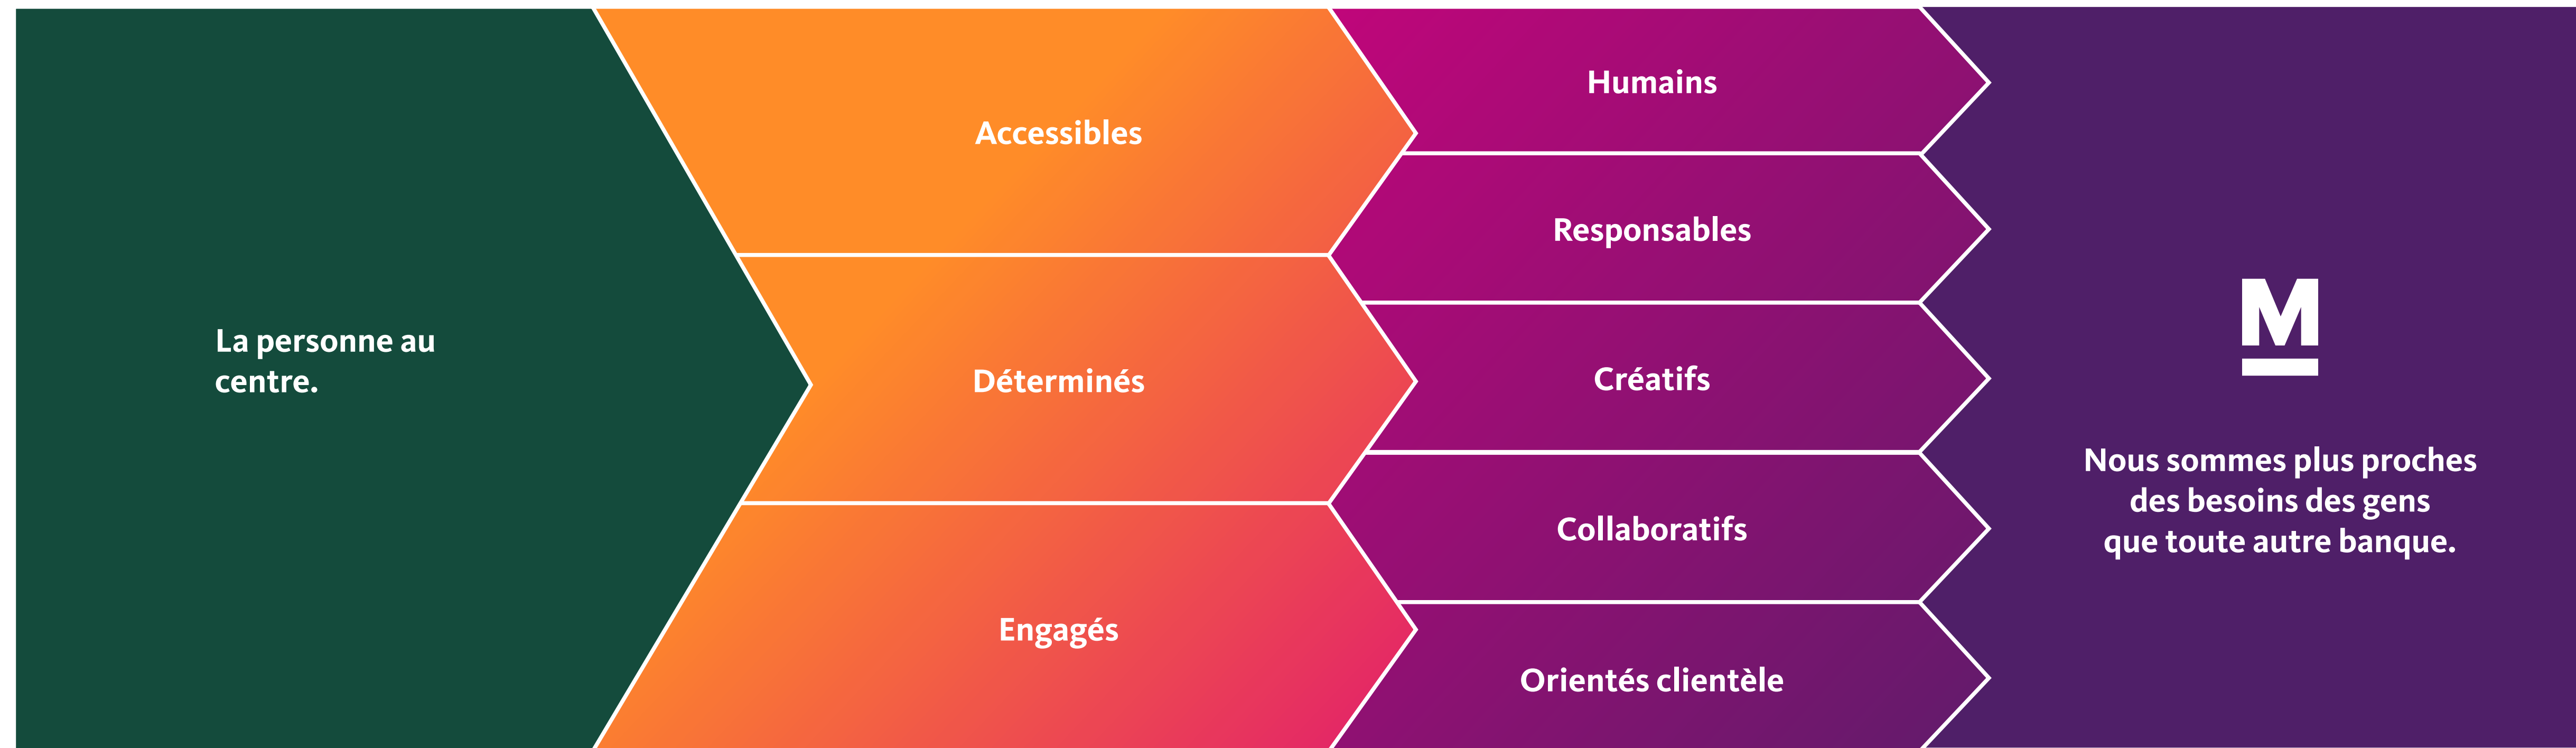 La personne au
centre.
Accessibles
Déterminés
Engagés
Humains
Responsables
Créatifs
Collaboratifs
Orientés clientèle
M
Nous sommes plus proches
des besoins des gens
que toute autre banque.